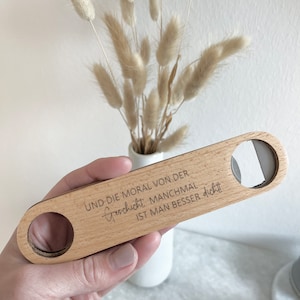 UND DIE MORAL VON DER
Geschicht, MANCHMAL
IST MAN BESSER dicht!